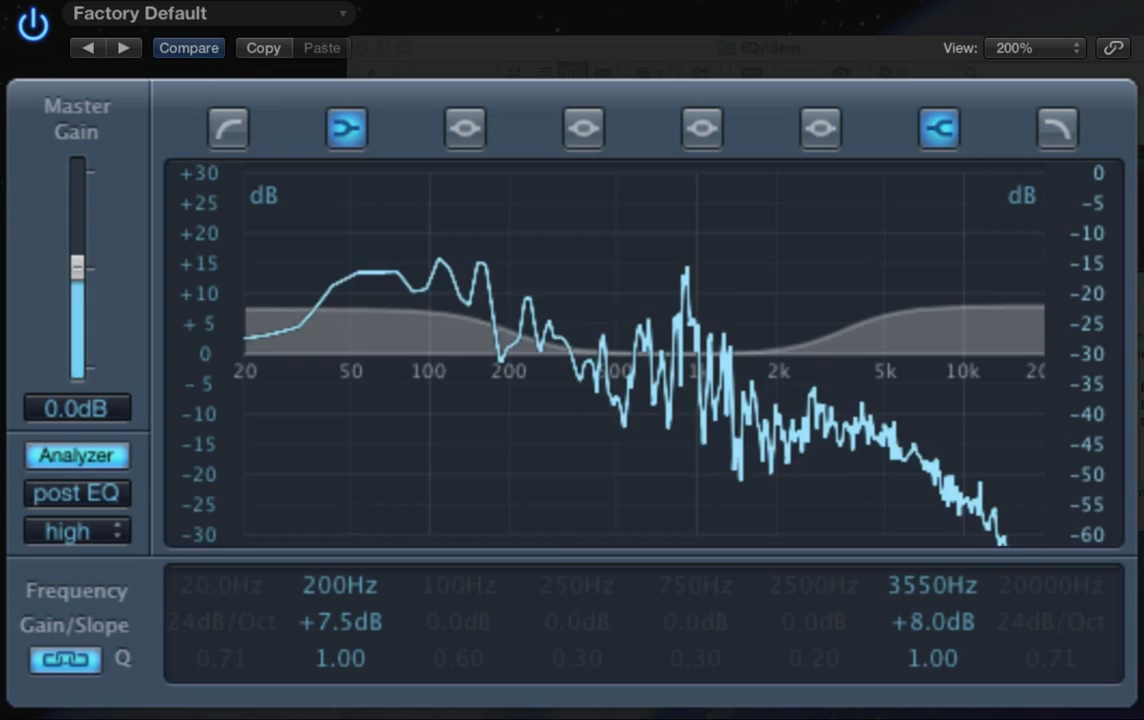 Factory Default
Compare Copy Paste EQvideos View: 200%
Master
Gain
+30 0
+25 dB dB -5
+20 -10
+15 -15
+10 -20
+ 5 -25
0 -30
20 50 100 200 500 1k 2k 5k 10k 20
- 5 -35
-10 -40
-15 -45
-20 -50
-25 -55
-30 -60
0.0dB
Analyzer
post EQ
high
Frequency 20.0Hz 200Hz 100Hz 250Hz 750Hz 2500Hz 3550Hz 20000Hz
Gain/Slope 24dB/Oct +7.5dB 0.0dB 0.0dB 0.0dB 0.0dB +8.0dB 24dB/Oct
Q 0.71 1.00 0.60 0.30 0.30 0.20 1.00 0.71